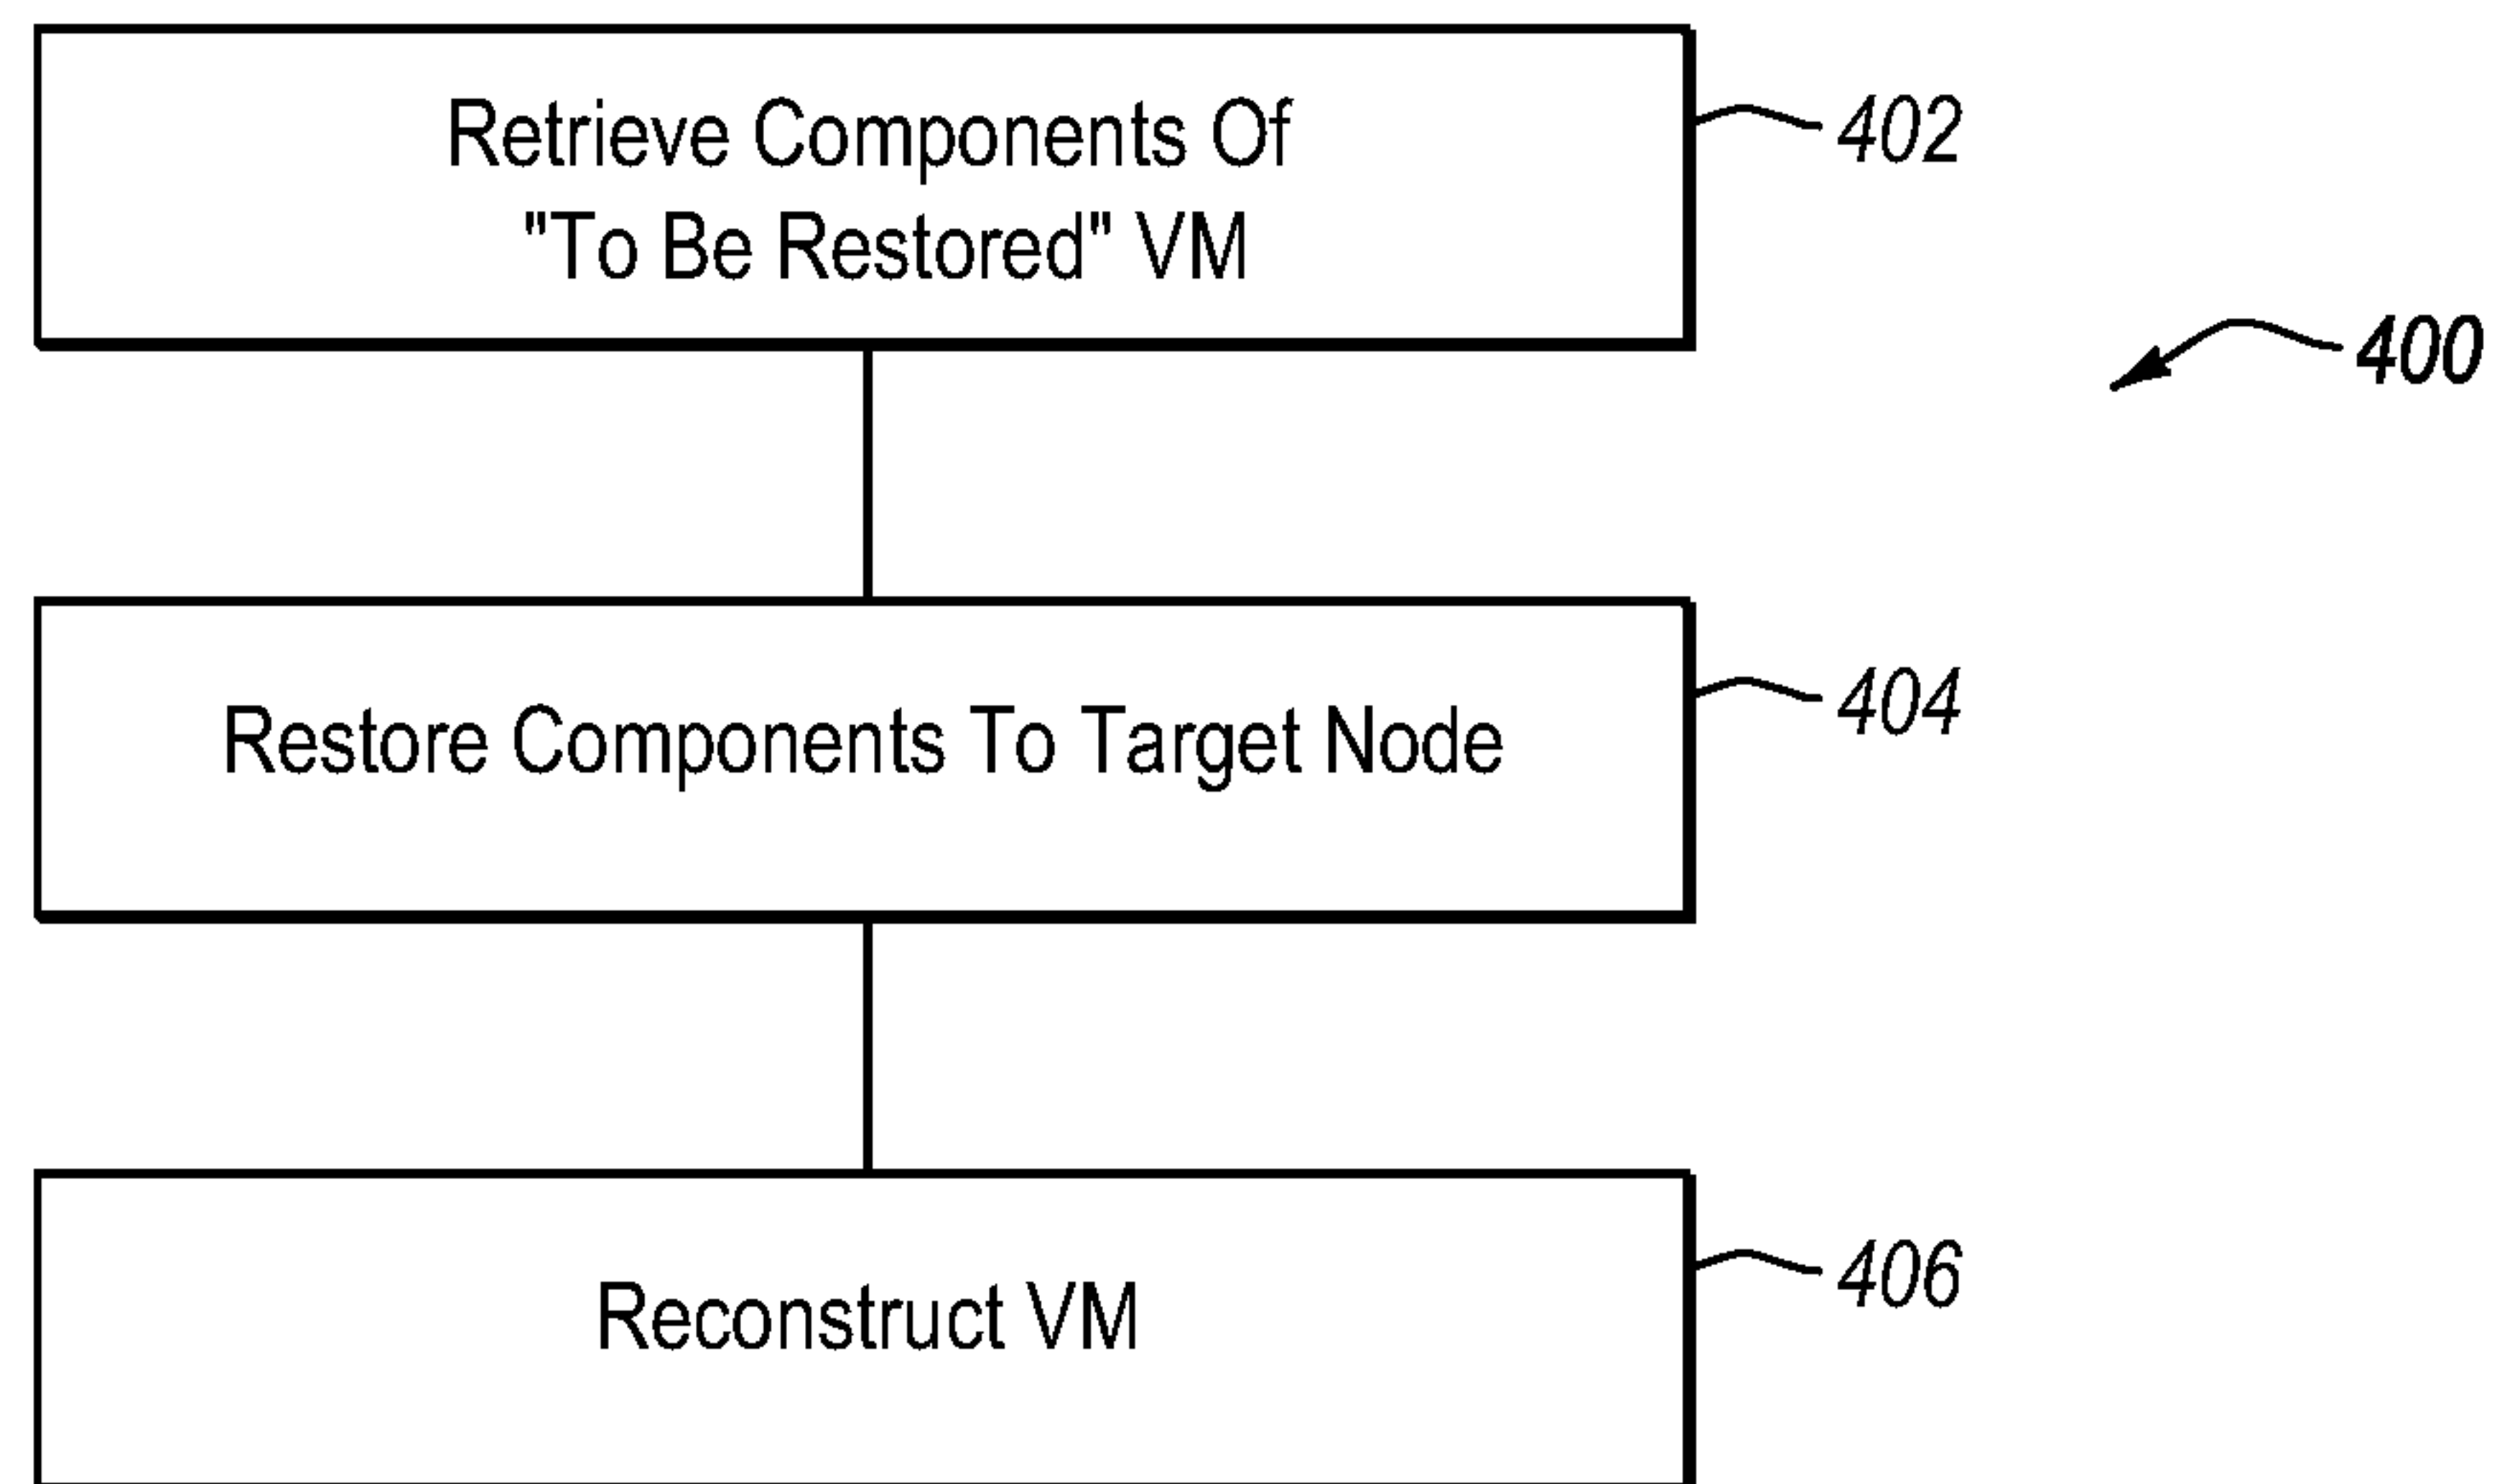 Retrieve Components Of
"To Be Restored" VM
402
400
Restore Components To Target Node
404
Reconstruct VM
406